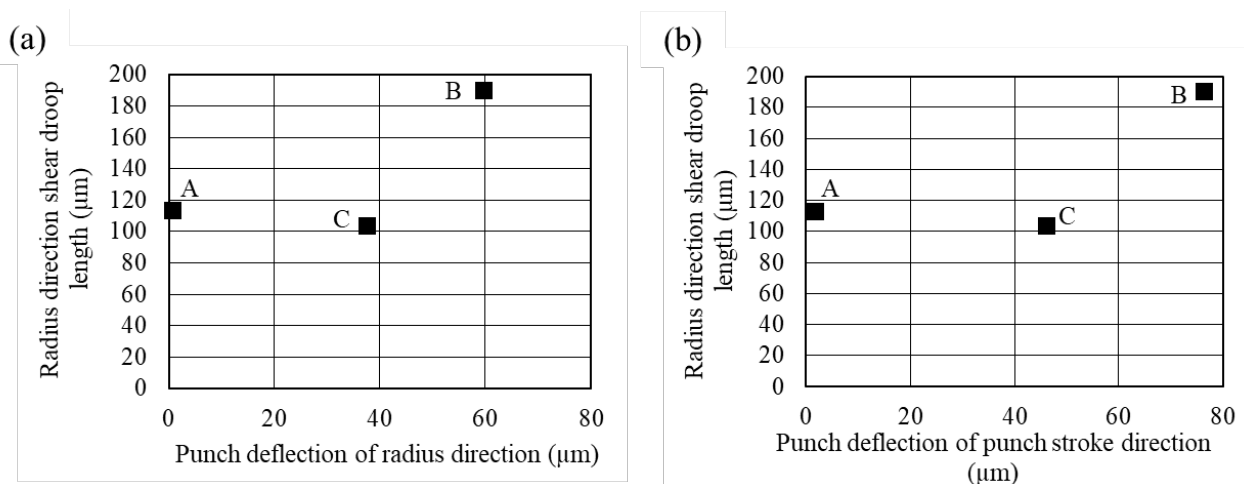 (a)
Radius direction shear droop
length (µm)
200
180
160
140
120
100
80
60
40
20
0
B
A
C
0 20 40 60 80
Punch deflection of radius direction (µm)
(b)
Radius direction shear droop
length (µm)
200
180
160
140
120
100
80
60
40
20
0
B
A
C
0 20 40 60 80
Punch deflection of punch stroke direction
(µm)